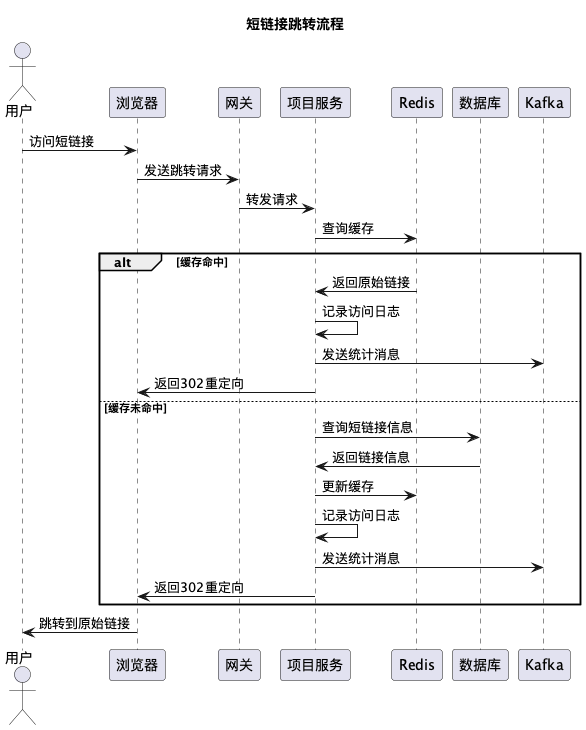 短链接跳转流程
用户
浏览器
网关
项目服务
Redis
数据库
Kafka
访问短链接
发送跳转请求
转发请求
查询缓存
alt
[缓存命中]
返回原始链接
记录访问日志
发送统计消息
返回302重定向
[缓存未命中]
查询短链接信息
返回链接信息
更新缓存
记录访问日志
发送统计消息
返回302重定向
跳转到原始链接
用户
浏览器
网关
项目服务
Redis
数据库
Kafka